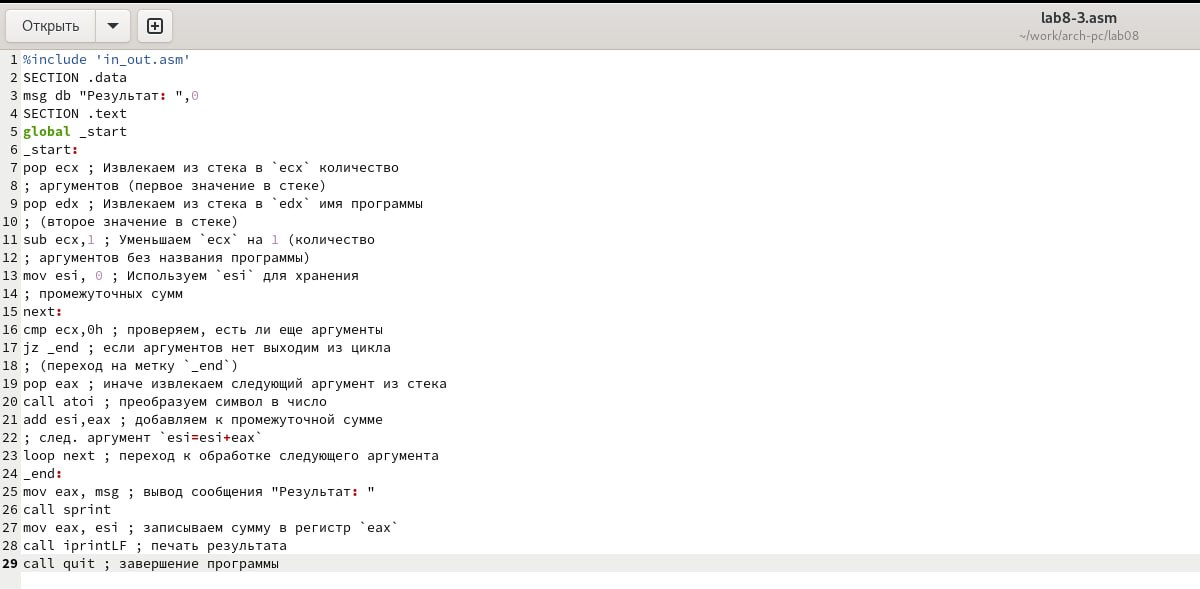 Открыть
lab8-3.asm
~/work/arch-pc/lab08
1 %include 'in_out.asm'
2 SECTION .data
3 msg db "Результат: ",0
4 SECTION .text
5 global _start
6 _start:
7 pop ecx ; Извлекаем из стека в `ecx` количество
8 ; аргументов (первое значение в стеке)
9 pop edx ; Извлекаем из стека в `edx` имя программы
10 ; (второе значение в стеке)
11 sub ecx,1 ; Уменьшаем `ecx` на 1 (количество
12 ; аргументов без названия программы)
13 mov esi, 0 ; Используем `esi` для хранения
14 ; промежуточных сумм
15 next:
16 cmp ecx,0h ; проверяем, есть ли еще аргументы
17 jz _end ; если аргументов нет выходим из цикла
18 ; (переход на метку `_end`)
19 pop eax ; иначе извлекаем следующий аргумент из стека
20 call atoi ; преобразуем символ в число
21 add esi,eax ; добавляем к промежуточной сумме
22 ; след. аргумент `esi=esi+eax`
23 loop next ; переход к обработке следующего аргумента
24 _end:
25 mov eax, msg ; вывод сообщения "Результат: "
26 call sprint
27 mov eax, esi ; записываем сумму в регистр `eax`
28 call iprintLF ; печать результата
29 call quit ; завершение программы